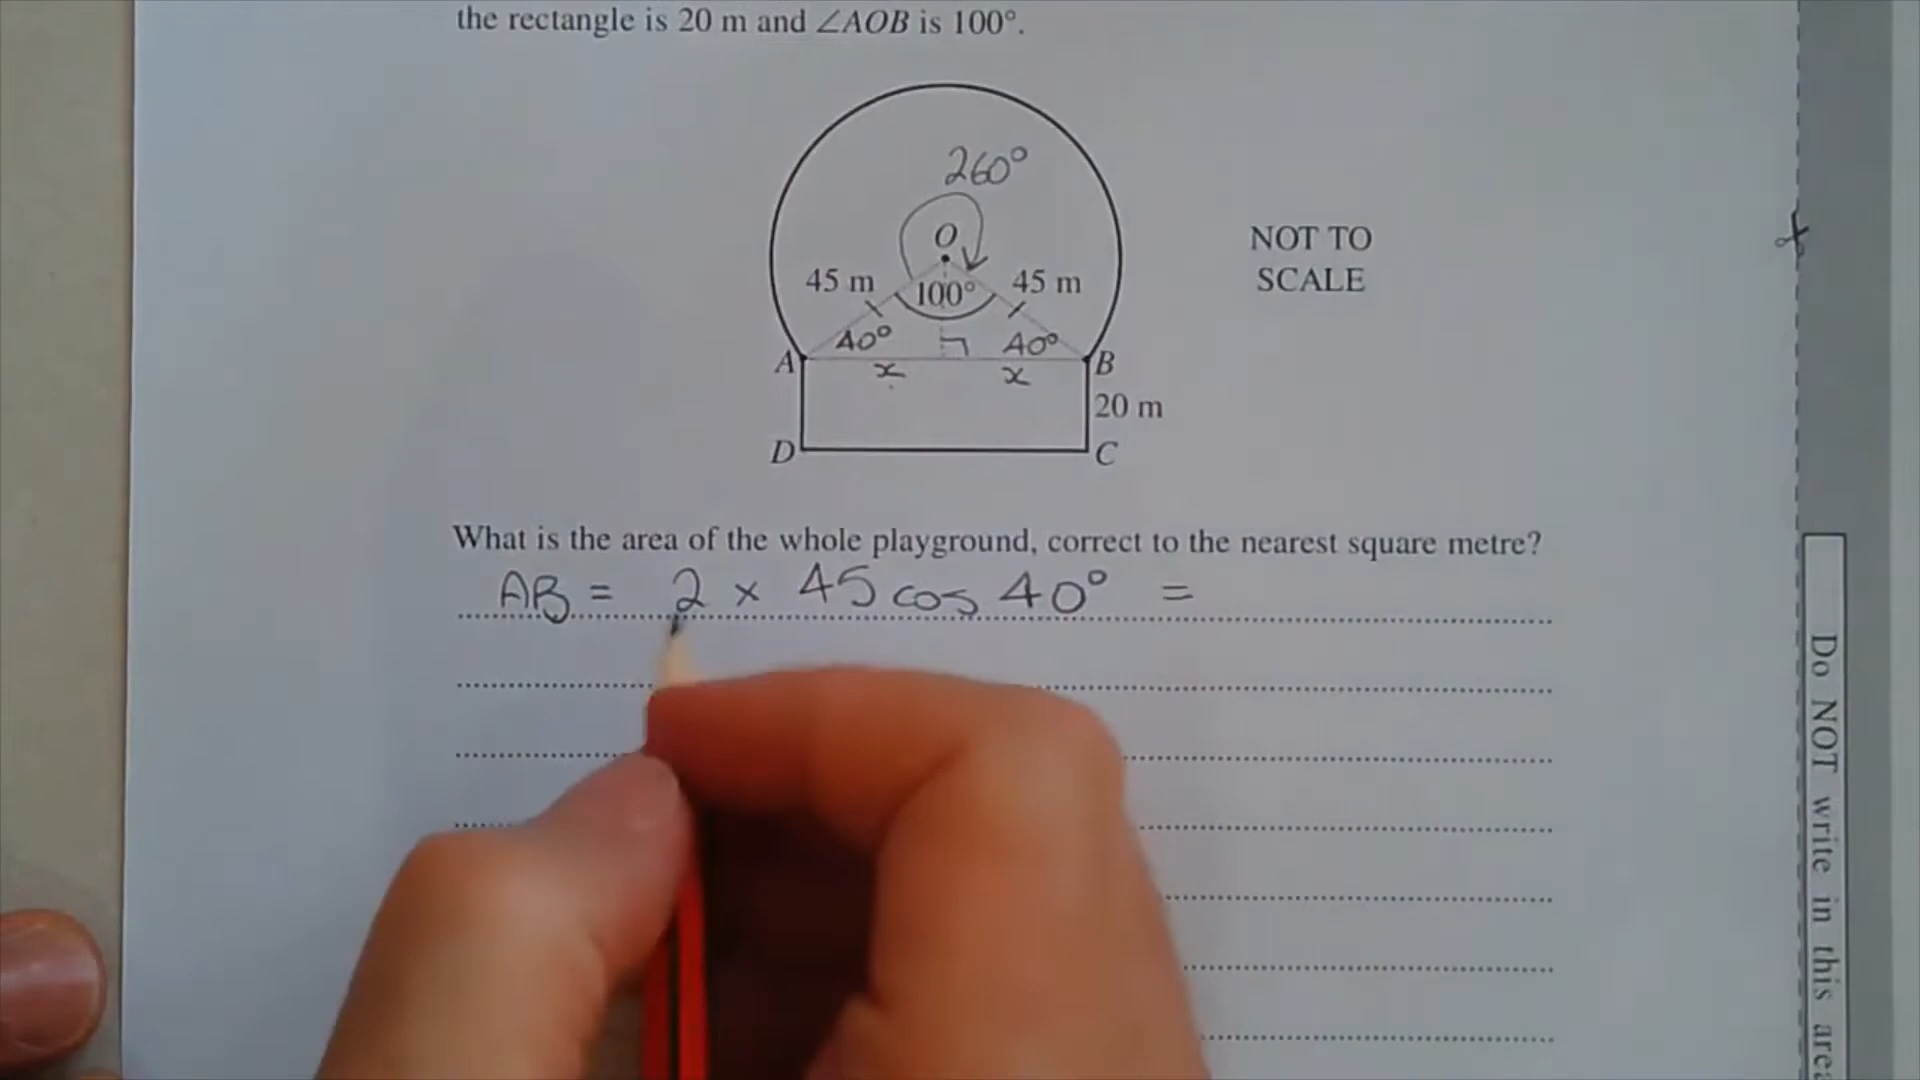 the rectangle is 20 m and ∠AOB is 100°.
260°
O
45 m
45 m
100°
40°
40°
A
x
x
B
20 m
D
C
NOT TO
SCALE
What is the area of the whole playground, correct to the nearest square metre?
AB = 2 × 45 cos 40° =
Do NOT write in this area